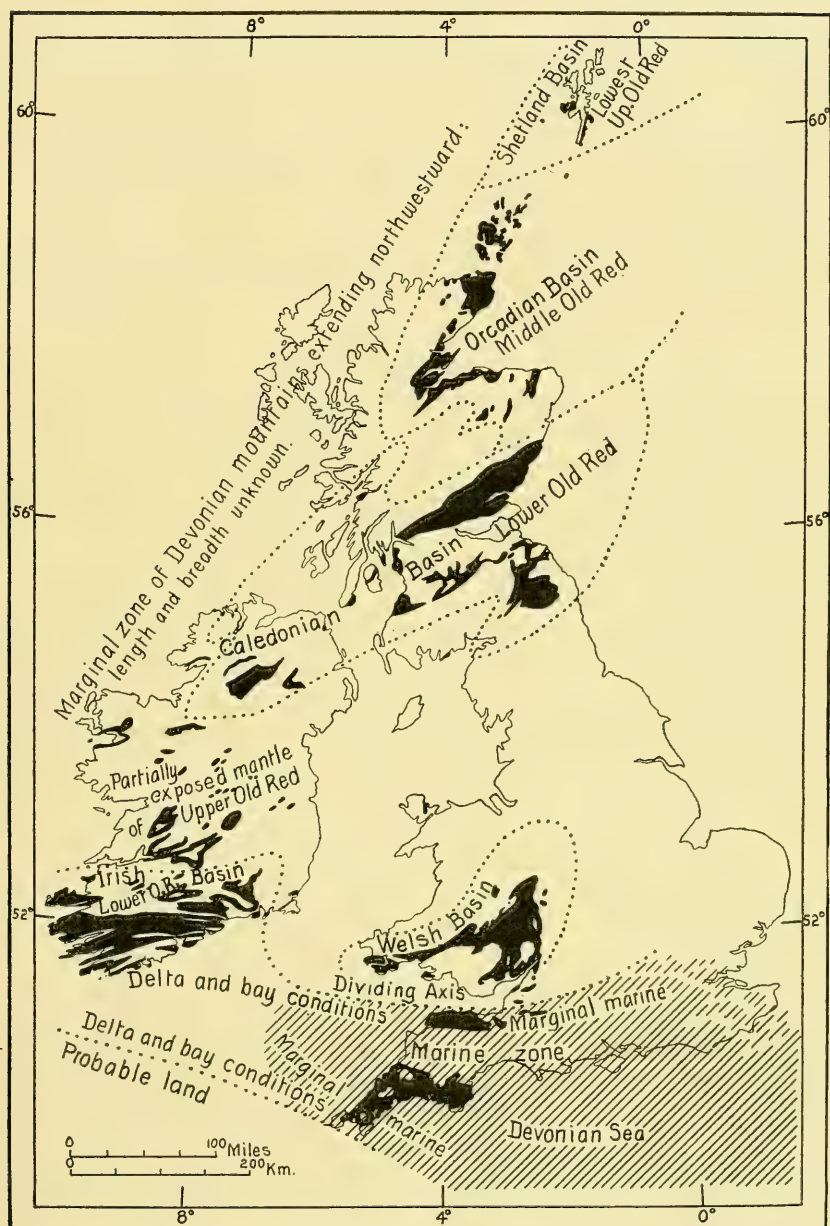 8° 4° 0°
60° 60°
Shetland Basin
Lowest
Up. Old Red
Marginal zone of Devonian mountains extending northwestward:
length and breadth unknown.
Orcadian Basin
Middle Old Red
56° 56°
Caledonian Basin Lower Old Red
Partially
exposed mantle
of Upper Old Red
Irish
Lower O.R. Basin
52° 52°
Welsh Basin
Delta and bay conditions
Dividing Axis
Marginal marine
Marine zone
Delta and bay conditions
Probable land
Marginal
marine
Devonian Sea
0 100 Miles
0 200 Km.
8° 4° 0°